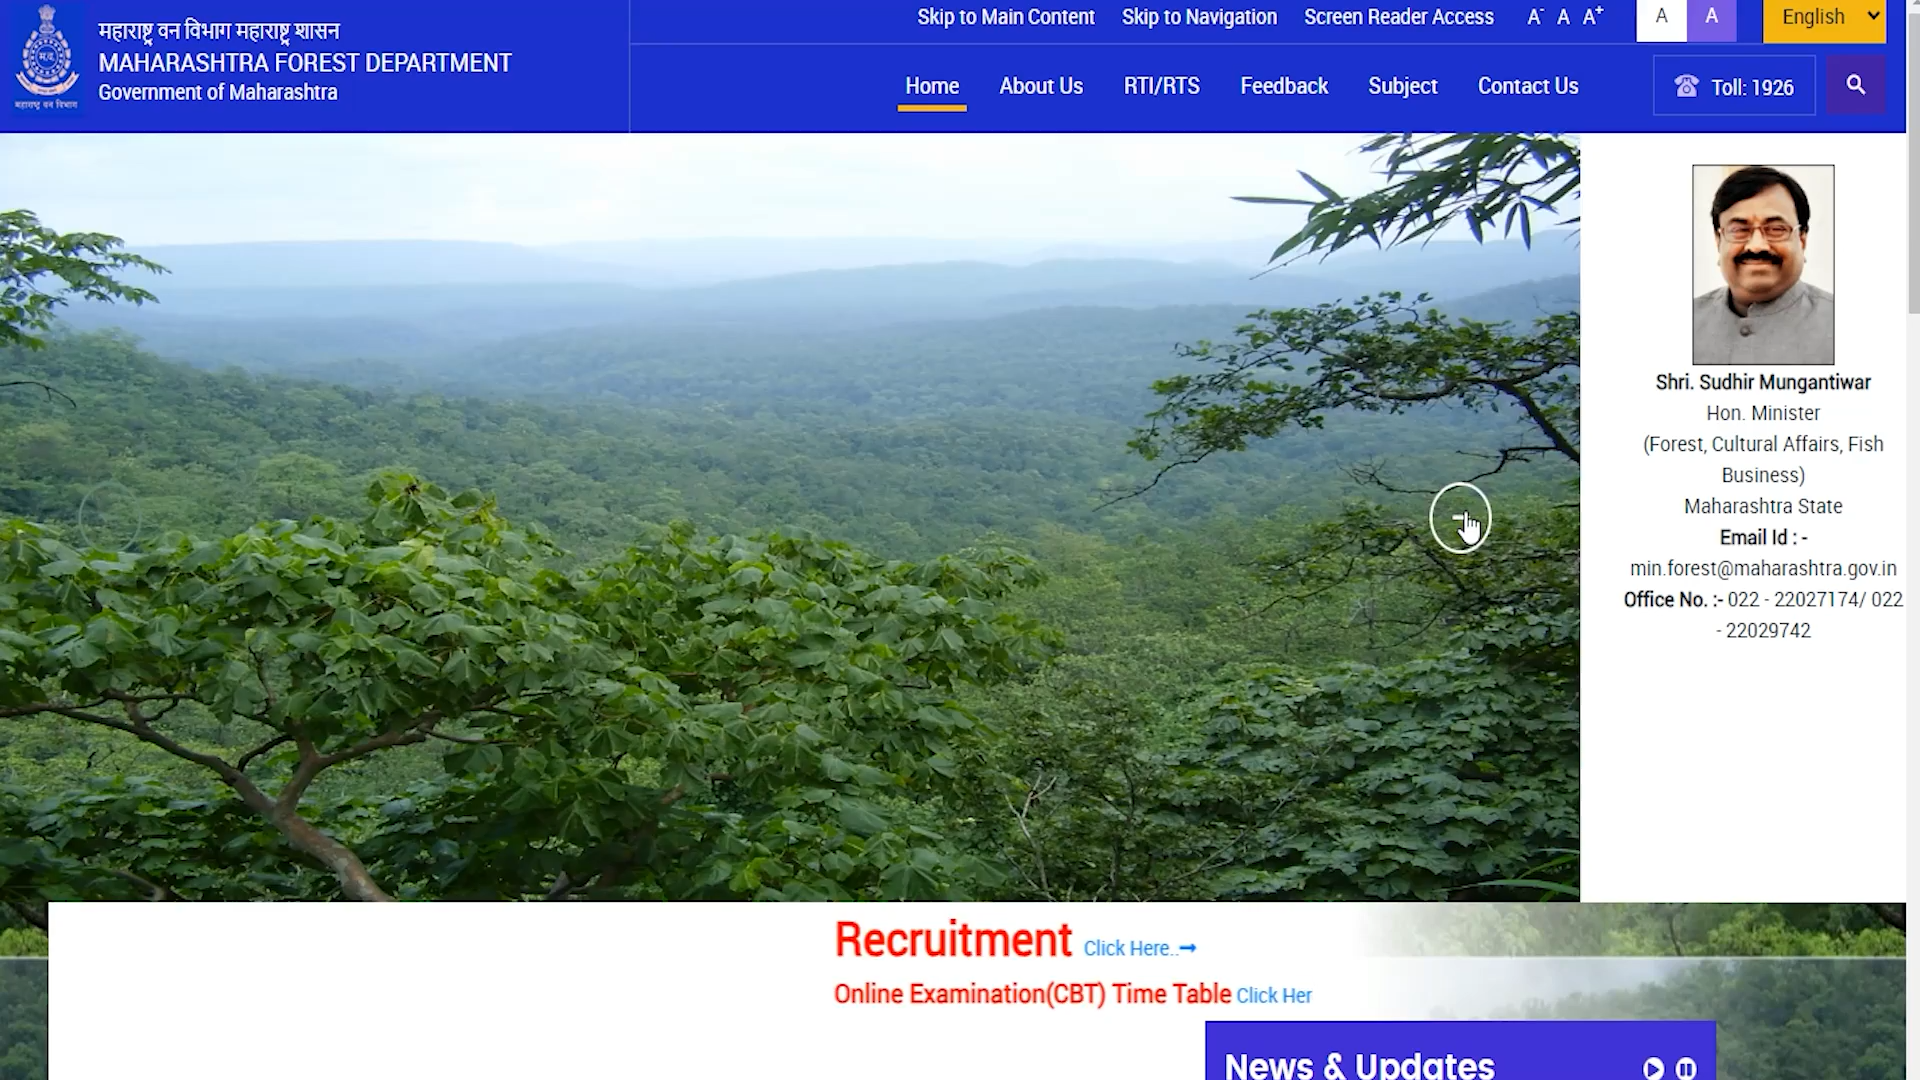 महाराष्ट्र वन विभाग महाराष्ट्र शासन
MAHARASHTRA FOREST DEPARTMENT
Government of Maharashtra
महाराष्ट्र वन विभाग
Skip to Main Content
Skip to Navigation
Screen Reader Access
A- A A+
A
A
English
Home
About Us
RTI/RTS
Feedback
Subject
Contact Us
Toll: 1926
Shri. Sudhir Mungantiwar
Hon. Minister
(Forest, Cultural Affairs, Fish
Business)
Maharashtra State
Email Id : -
min.forest@maharashtra.gov.in
Office No. :- 022 - 22027174/ 022
- 22029742
Recruitment Click Here..➞
Online Examination(CBT) Time Table Click Her
News & Updates